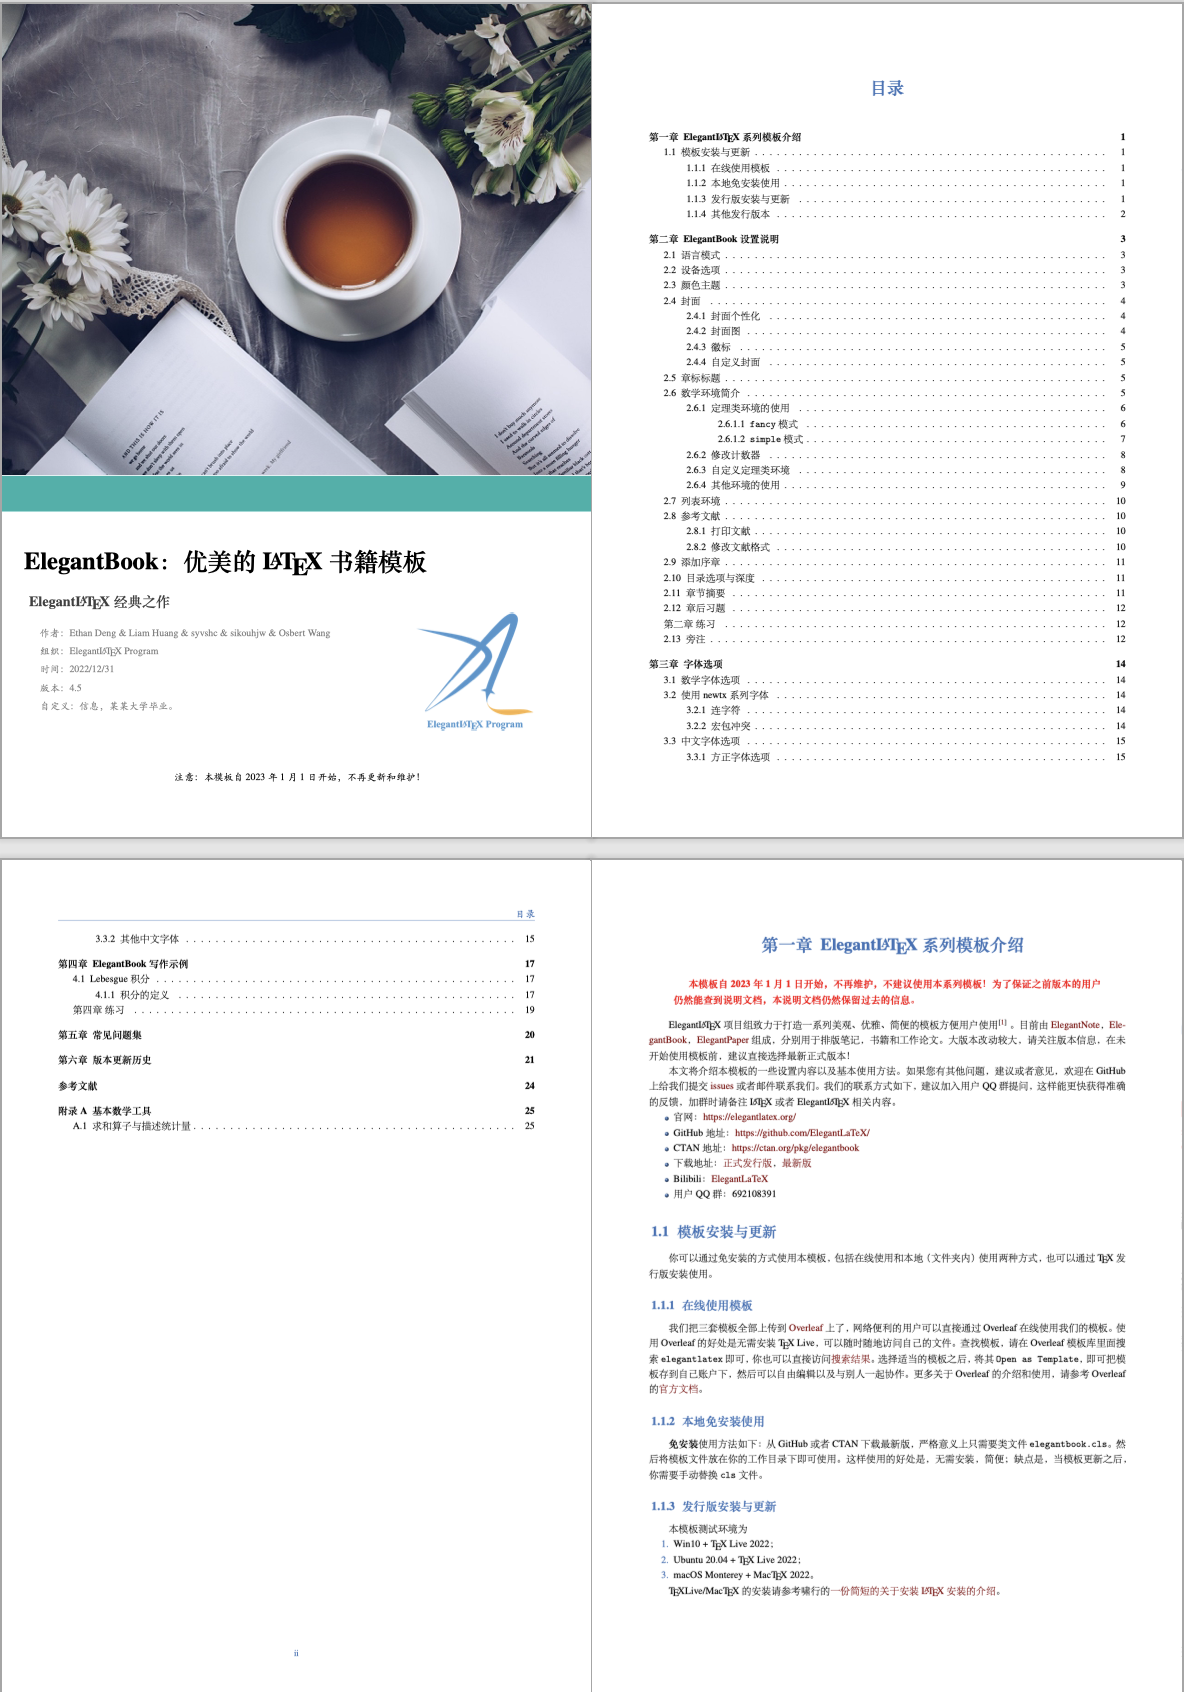 AND THIS IS HOW IT IS
ElegantBook：优美的 LATEX 书籍模板
ElegantLATEX 经典之作
作者：Ethan Deng & Liam Huang & syvshc & sikouhjw & Osbert Wang
组织：ElegantLATEX Program
时间：2022/12/31
版本：4.5
自定义：信息，某某大学毕业。
ElegantLATEX Program
注意：本模板自 2023 年 1 月 1 日开始，不再更新和维护！
目录
第一章 ElegantLATEX 系列模板介绍 1
1.1 模板安装与更新 1
1.1.1 在线使用模板 1
1.1.2 本地免安装使用 1
1.1.3 发行版安装与更新 1
1.1.4 其他发行版本 2
第二章 ElegantBook 设置说明 3
2.1 语言模式 3
2.2 设备选项 3
2.3 颜色主题 3
2.4 封面 4
2.4.1 封面个性化 4
2.4.2 封面图 4
2.4.3 徽标 5
2.4.4 自定义封面 5
2.5 章标标题 5
2.6 数学环境简介 5
2.6.1 定理类环境的使用 6
2.6.1.1 fancy 模式 6
2.6.1.2 simple 模式 7
2.6.2 修改计数器 8
2.6.3 自定义定理类环境 8
2.6.4 其他环境的使用 9
2.7 列表环境 10
2.8 参考文献 10
2.8.1 打印文献 10
2.8.2 修改文献格式 10
2.9 添加序章 11
2.10 目录选项与深度 11
2.11 章节摘要 11
2.12 章后习题 12
第二章 练习 12
2.13 旁注 12
第三章 字体选项 14
3.1 数学字体选项 14
3.2 使用 newtx 系列字体 14
3.2.1 连字符 14
3.2.2 宏包冲突 14
3.3 中文字体选项 15
3.3.1 方正字体选项 15
目录
3.3.2 其他中文字体 15
第四章 ElegantBook 写作示例 17
4.1 Lebesgue 积分 17
4.1.1 积分的定义 17
第四章 练习 19
第五章 常见问题集 20
第六章 版本更新历史 21
参考文献 24
附录 A 基本数学工具 25
A.1 求和算子与描述统计量 25
ii
第一章 ElegantLATEX 系列模板介绍
本模板自 2023 年 1 月 1 日开始，不再维护，不建议使用本系列模板！为了保证之前版本的用户
仍然能查到说明文档，本说明文档仍然保留过去的信息。
ElegantLATEX 项目组致力于打造一系列美观、优雅、简便的模板方便用户使用[1] 。目前由 ElegantNote，Ele-
gantBook，ElegantPaper 组成，分别用于排版笔记，书籍和工作论文。大版本改动较大，请关注版本信息，在未
开始使用模板前，建议直接选择最新正式版本！
本文将介绍本模板的一些设置内容以及基本使用方法。如果您有其他问题，建议或者意见，欢迎在 GitHub
上给我们提交 issues 或者邮件联系我们。我们的联系方式如下，建议加入用户 QQ 群提问，这样能更快获得准确
的反馈，加群时请备注 LATEX 或者 ElegantLATEX 相关内容。
官网：https://elegantlatex.org/
GitHub 地址：https://github.com/ElegantLaTeX/
CTAN 地址：https://ctan.org/pkg/elegantbook
下载地址：正式发行版，最新版
Bilibili：ElegantLaTeX
用户 QQ 群：692108391
1.1 模板安装与更新
你可以通过免安装的方式使用本模板，包括在线使用和本地（文件夹内）使用两种方式，也可以通过 TEX 发
行版安装使用。
1.1.1 在线使用模板
我们把三套模板全部上传到 Overleaf 上了，网络便利的用户可以直接通过 Overleaf 在线使用我们的模板。使
用 Overleaf 的好处是无需安装 TEX Live，可以随时随地访问自己的文件。查找模板，请在 Overleaf 模板库里面搜
索 elegantlatex 即可，你也可以直接访问搜索结果。选择适当的模板之后，将其 Open as Template，即可把模
板存到自己账户下，然后可以自由编辑以及与别人一起协作。更多关于 Overleaf 的介绍和使用，请参考 Overleaf
的官方文档。
1.1.2 本地免安装使用
免安装使用方法如下：从 GitHub 或者 CTAN 下载最新版，严格意义上只需要类文件 elegantbook.cls。然
后将模板文件放在你的工作目录下即可使用。这样使用的好处是，无需安装，简便；缺点是，当模板更新之后，
你需要手动替换 cls 文件。
1.1.3 发行版安装与更新
本模板测试环境为
1. Win10 + TEX Live 2022；
2. Ubuntu 20.04 + TEX Live 2022；
3. macOS Monterey + MacTEX 2022。
TEXLive/MacTEX 的安装请参考啸行的一份简短的关于安装 LATEX 安装的介绍。